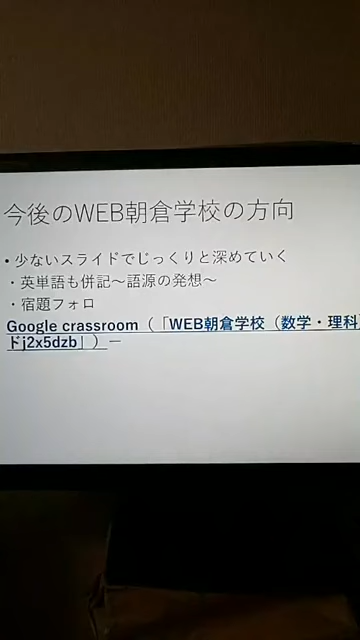 今後のWEB朝倉学校の方向
・少ないスライドでじっくりと深めていく
・英単語も併記～語源の発想～
・宿題フォロ
Google crassroom（「WEB朝倉学校（数学・理科
ドj2x5dzb」）－